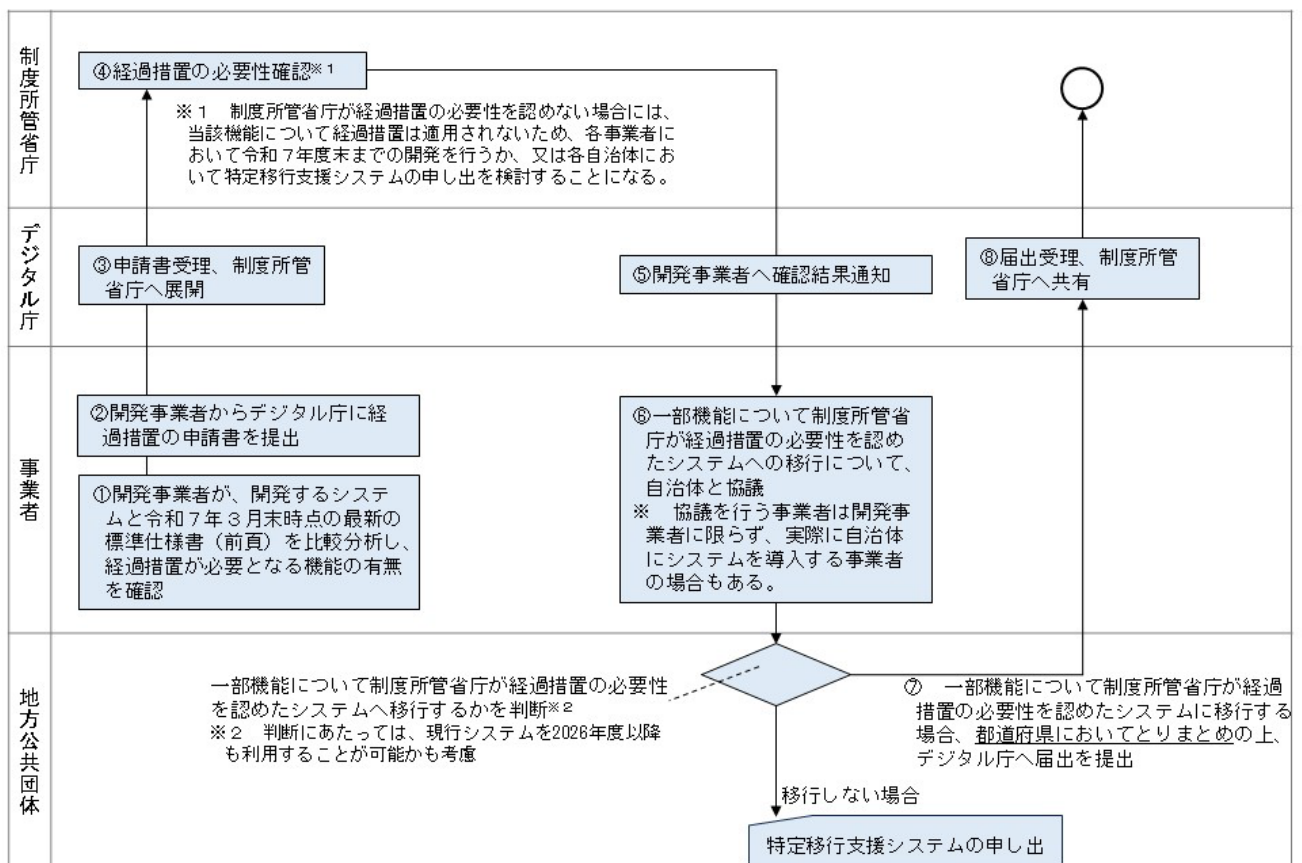 制度所管省庁
④経過措置の必要性確認※1
※1 制度所管省庁が経過措置の必要性を認めない場合には、
当該機能について経過措置は適用されないため、各事業者に
おいて令和7年度末までの開発を行うか、又は各自治体にお
いて特定移行支援システムの申し出を検討することになる。
デジタル庁
③申請書受理、制度所管
省庁へ展開
⑤開発事業者へ確認結果通知
⑧届出受理、制度所管
省庁へ共有
事業者
②開発事業者からデジタル庁に経
過措置の申請書を提出
①開発事業者が、開発するシステ
ムと令和7年3月末時点の最新の
標準仕様書（前頁）を比較分析し、
経過措置が必要となる機能の有無
を確認
⑥一部機能について制度所管省
庁が経過措置の必要性を認め
たシステムへの移行について、
自治体と協議
※ 協議を行う事業者は開発事
業者に限らず、実際に自治体
にシステムを導入する事業者
の場合もある。
地方公共団体
一部機能について制度所管省庁が経過措置の必要性
を認めたシステムへ移行するかを判断※2
※2 判断にあたっては、現行システムを2026年度以降
も利用することが可能かも考慮
⑦ 一部機能について制度所管省庁が経過
措置の必要性を認めたシステムに移行する
場合、都道府県においてとりまとめの上、
デジタル庁へ届出を提出
移行しない場合
特定移行支援システムの申し出